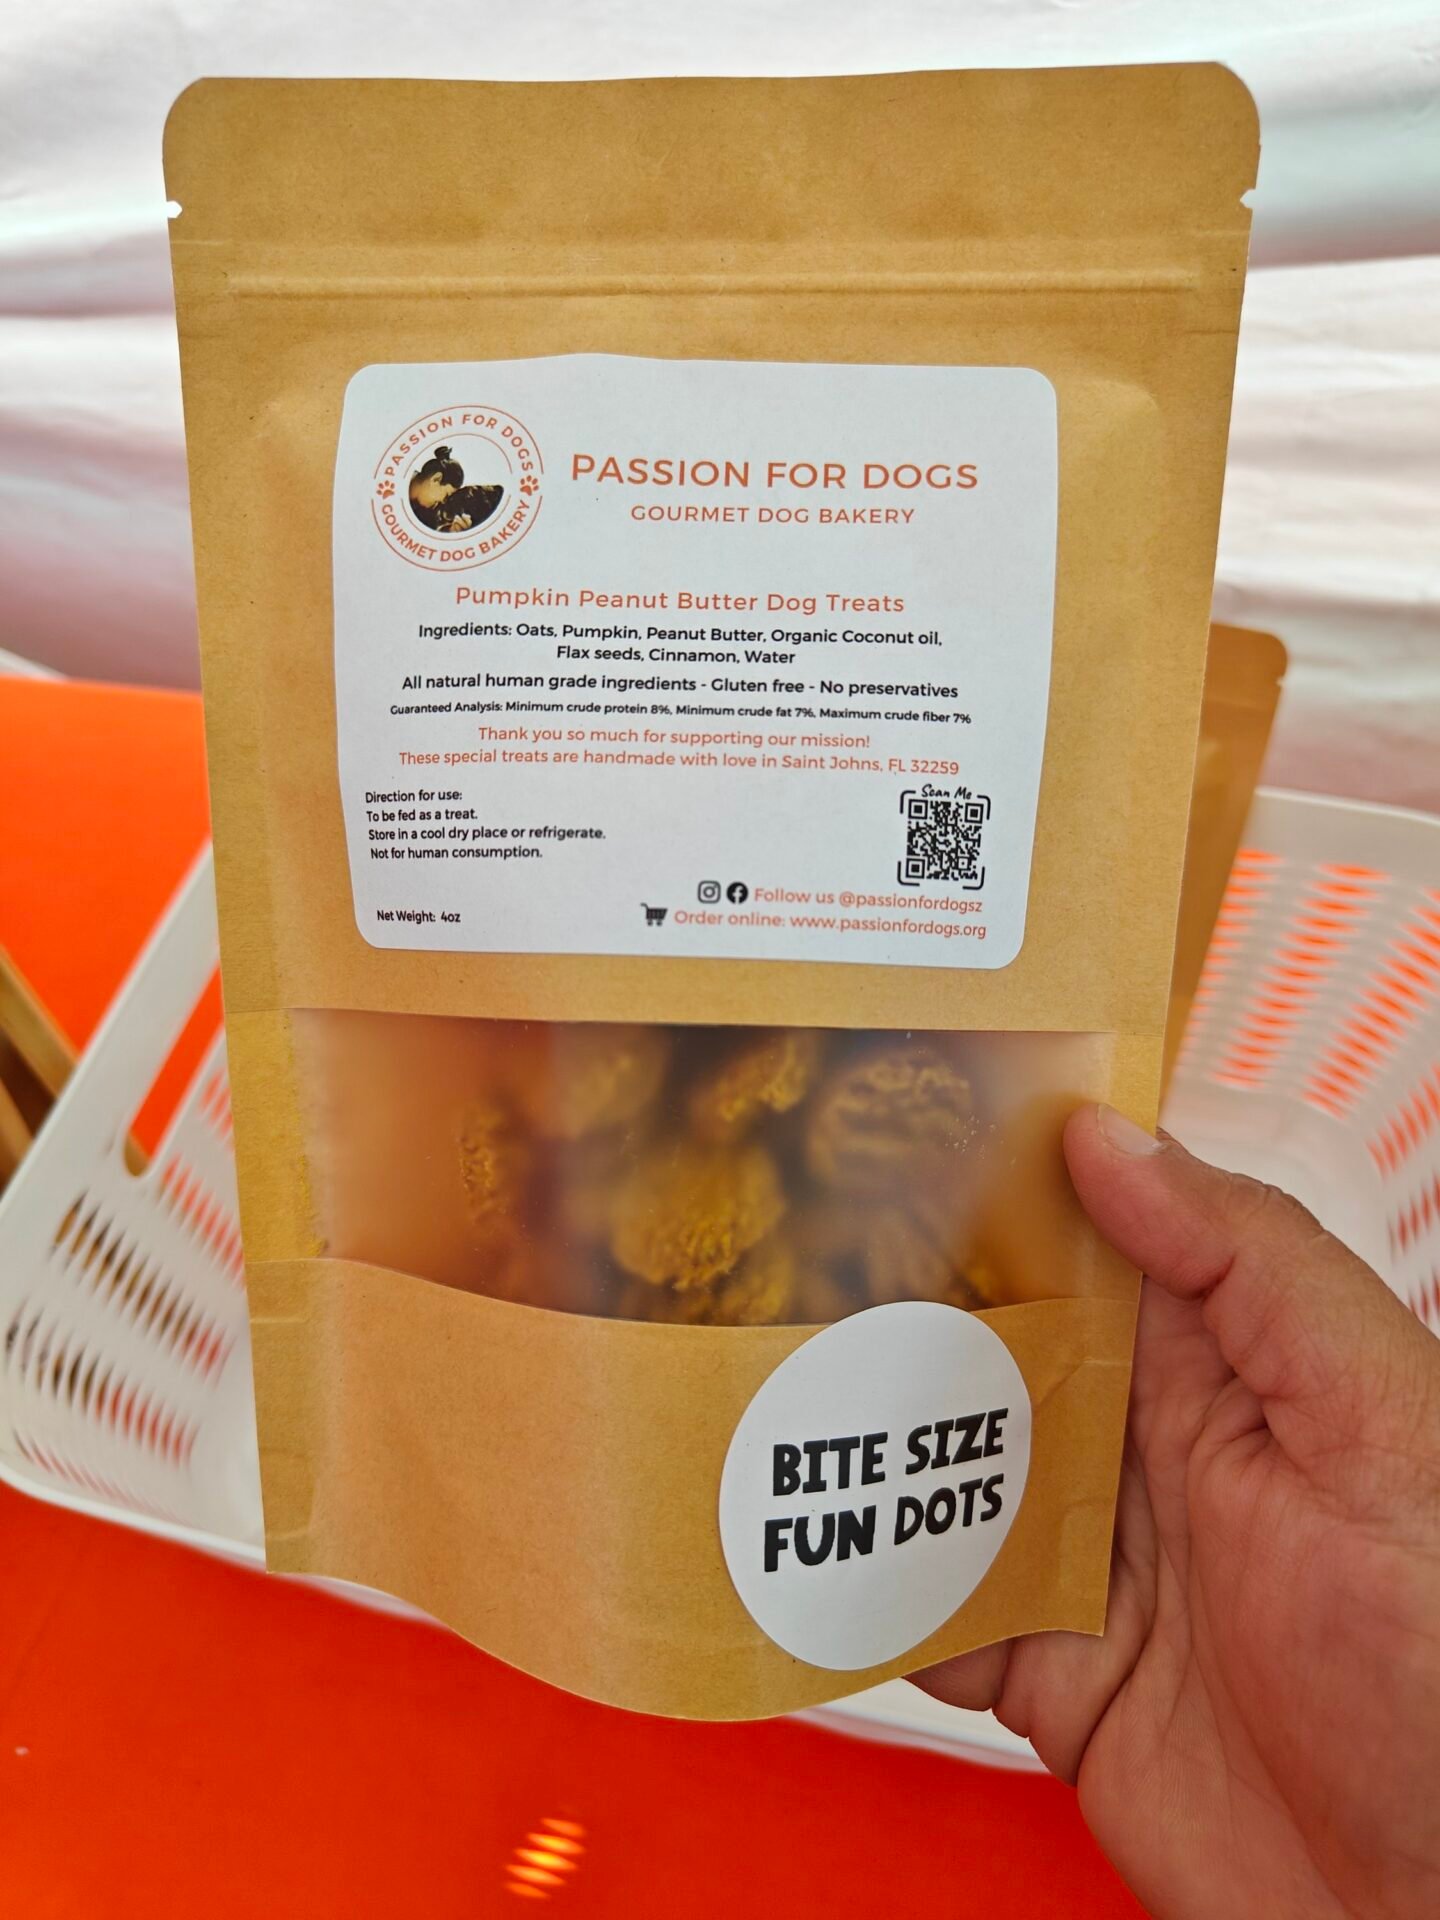 PASSION FOR DOGS
GOURMET DOG BAKERY
PASSION FOR DOGS
GOURMET DOG BAKERY
Pumpkin Peanut Butter Dog Treats
Ingredients: Oats, Pumpkin, Peanut Butter, Organic Coconut oil,
Flax seeds, Cinnamon, Water
All natural human grade ingredients - Gluten free - No preservatives
Guaranteed Analysis: Minimum crude protein 8%, Minimum crude fat 7%, Maximum crude fiber 7%
Thank you so much for supporting our mission!
These special treats are handmade with love in Saint Johns, FL 32259
Direction for use:
To be fed as a treat.
Store in a cool dry place or refrigerate.
Not for human consumption.
Scan Me
Follow us @passionfordogsz
Net Weight: 4oz
Order online: www.passionfordogs.org
BITE SIZE
FUN DOTS